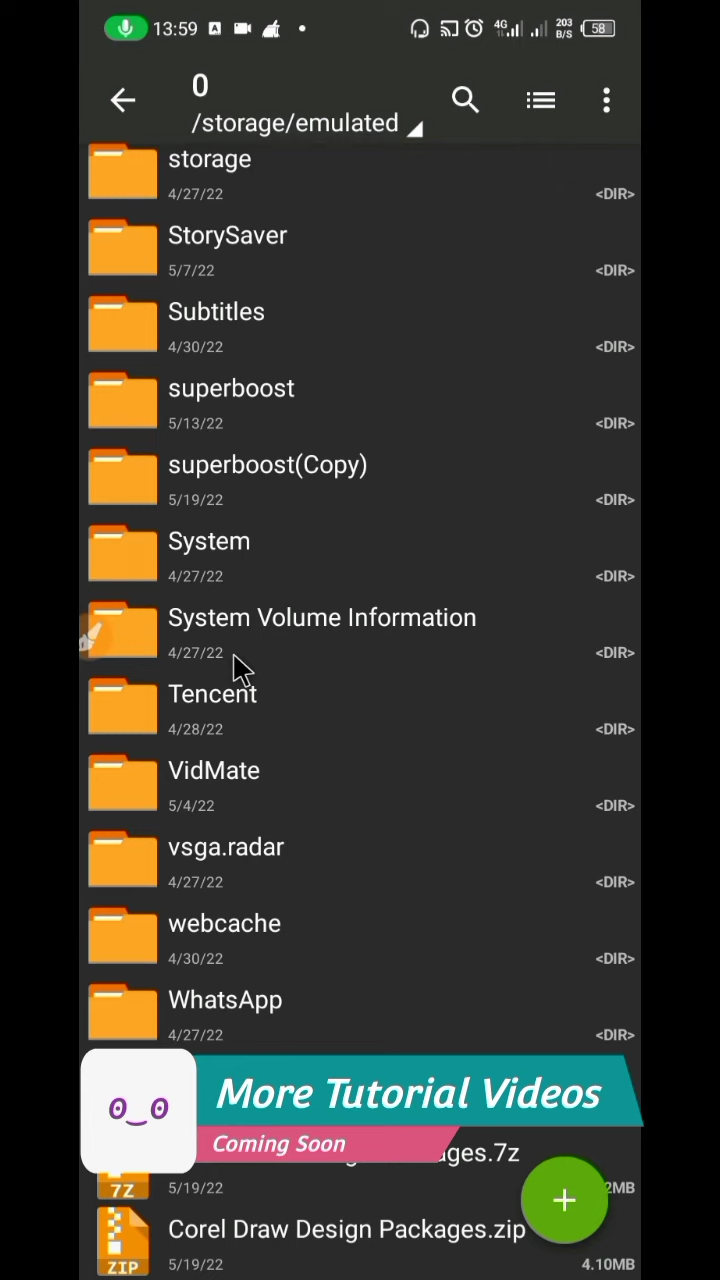 13:59
4G
203
B/S
58
0
/storage/emulated
storage
4/27/22
<DIR>
StorySaver
5/7/22
<DIR>
Subtitles
4/30/22
<DIR>
superboost
5/13/22
<DIR>
superboost(Copy)
5/19/22
<DIR>
System
4/27/22
<DIR>
System Volume Information
4/27/22
<DIR>
Tencent
4/28/22
<DIR>
VidMate
5/4/22
<DIR>
vsga.radar
4/27/22
<DIR>
webcache
4/30/22
<DIR>
WhatsApp
4/27/22
<DIR>
0_0
More Tutorial Videos
Coming Soon
ages.7z
7Z
5/19/22
2MB
+
Corel Draw Design Packages.zip
ZIP
5/19/22
4.10MB